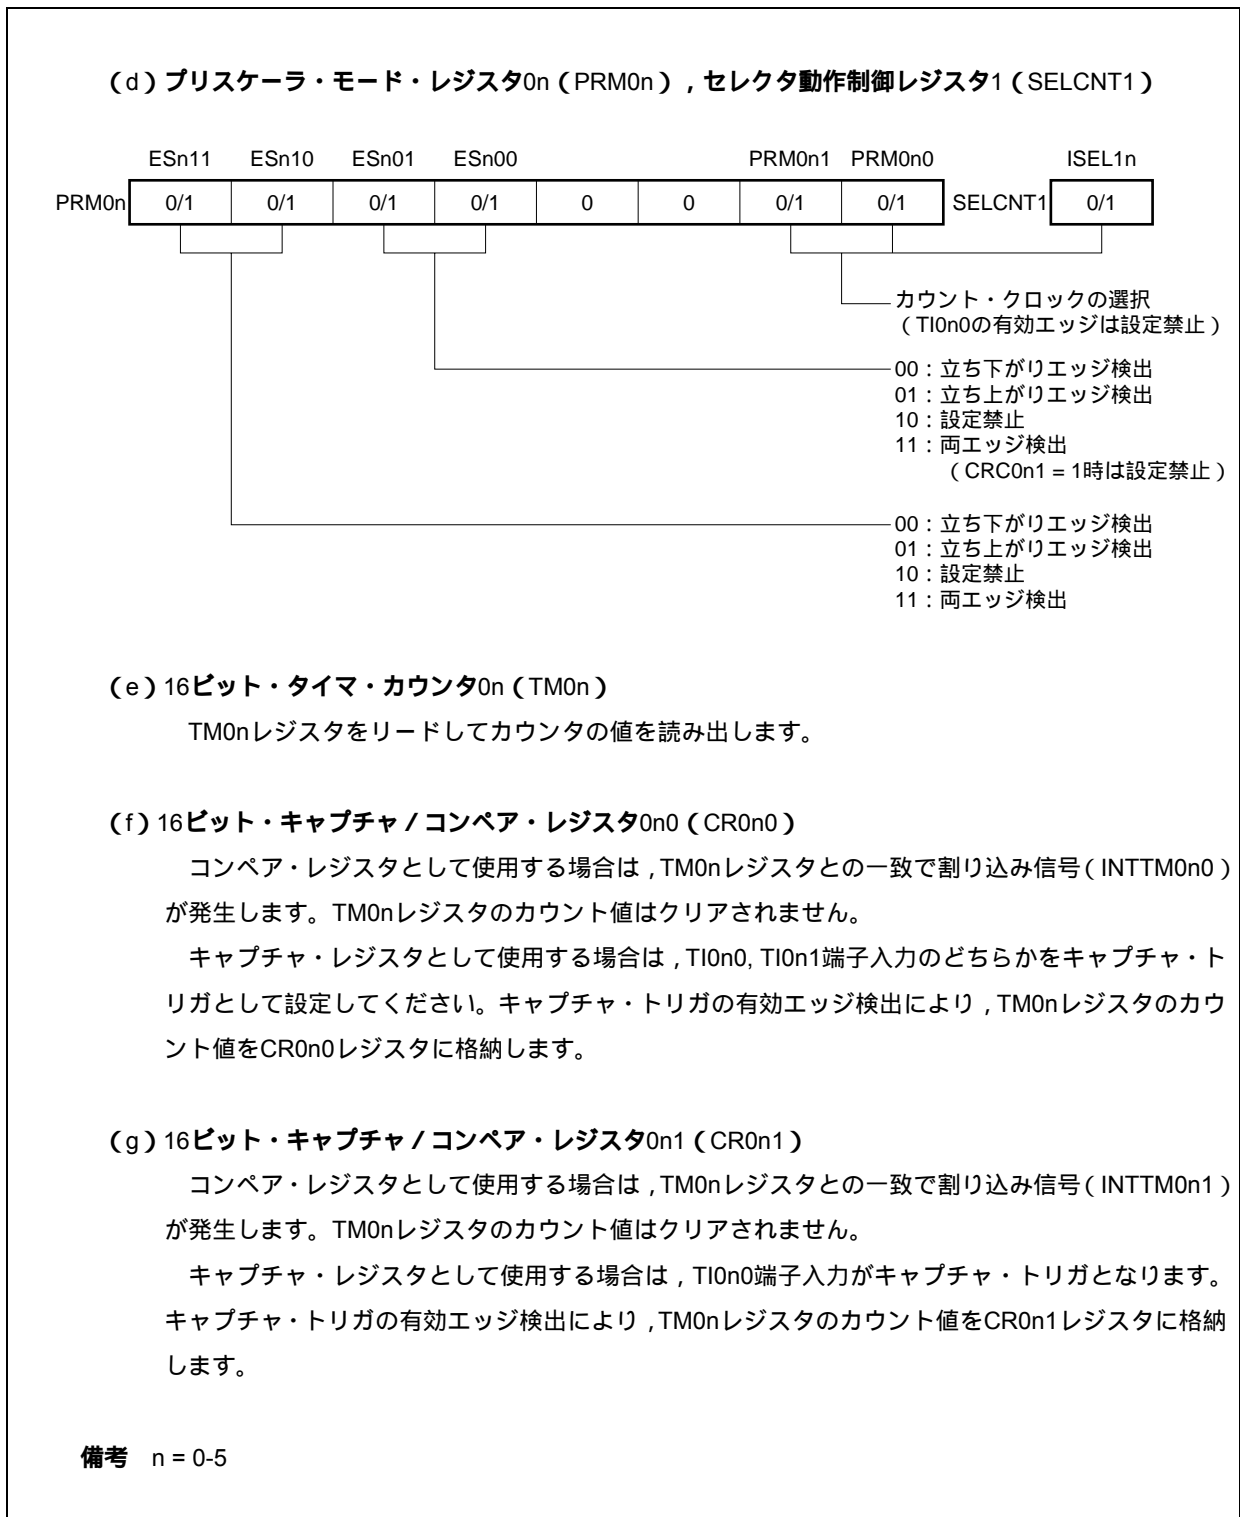 (d)プリスケーラ・モード・レジスタ0n(PRM0n),セレクタ動作制御レジスタ1(SELCNT1)
ESn11 ESn10 ESn01 ESn00 PRM0n1 PRM0n0 ISEL1n
PRM0n 0/1 0/1 0/1 0/1 0 0 0/1 0/1 SELCNT1 0/1
カウント・クロックの選択
(TI0n0の有効エッジは設定禁止)
00:立ち下がりエッジ検出
01:立ち上がりエッジ検出
10:設定禁止
11:両エッジ検出
(CRC0n1 = 1時は設定禁止)
00:立ち下がりエッジ検出
01:立ち上がりエッジ検出
10:設定禁止
11:両エッジ検出
(e)16ビット・タイマ・カウンタ0n(TM0n)
TM0nレジスタをリードしてカウンタの値を読み出します。
(f)16ビット・キャプチャ/コンペア・レジスタ0n0(CR0n0)
コンペア・レジスタとして使用する場合は,TM0nレジスタとの一致で割り込み信号(INTTM0n0)
が発生します。TM0nレジスタのカウント値はクリアされません。
キャプチャ・レジスタとして使用する場合は,TI0n0, TI0n1端子入力のどちらかをキャプチャ・ト
リガとして設定してください。キャプチャ・トリガの有効エッジ検出により,TM0nレジスタのカウ
ント値をCR0n0レジスタに格納します。
(g)16ビット・キャプチャ/コンペア・レジスタ0n1(CR0n1)
コンペア・レジスタとして使用する場合は,TM0nレジスタとの一致で割り込み信号(INTTM0n1)
が発生します。TM0nレジスタのカウント値はクリアされません。
キャプチャ・レジスタとして使用する場合は,TI0n0端子入力がキャプチャ・トリガとなります。
キャプチャ・トリガの有効エッジ検出により,TM0nレジスタのカウント値をCR0n1レジスタに格納
します。
備考 n = 0-5